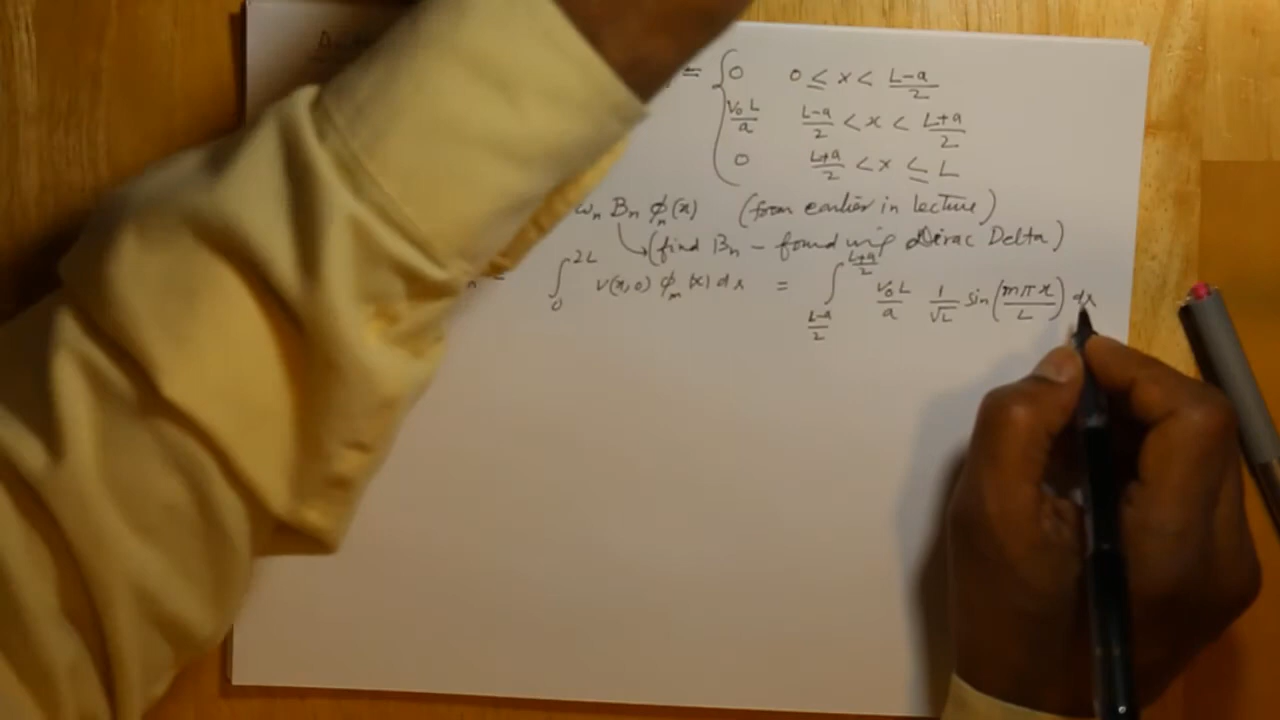 = { 0 0 ≤ x < (L-a)/2
V₀L/a (L-a)/2 < x < (L+a)/2
0 (L+a)/2 < x ≤ L
ωₙ Bₙ ϕₙ(x) (from earlier in lecture)
(find Bₙ – found using Dirac Delta)
n = ∫₀^{2L} v(x,0) ϕₘ(x) dx = ∫_{(L-a)/2}^{(L+a)/2} V₀L/a 1/√L sin(mπx/L) dx